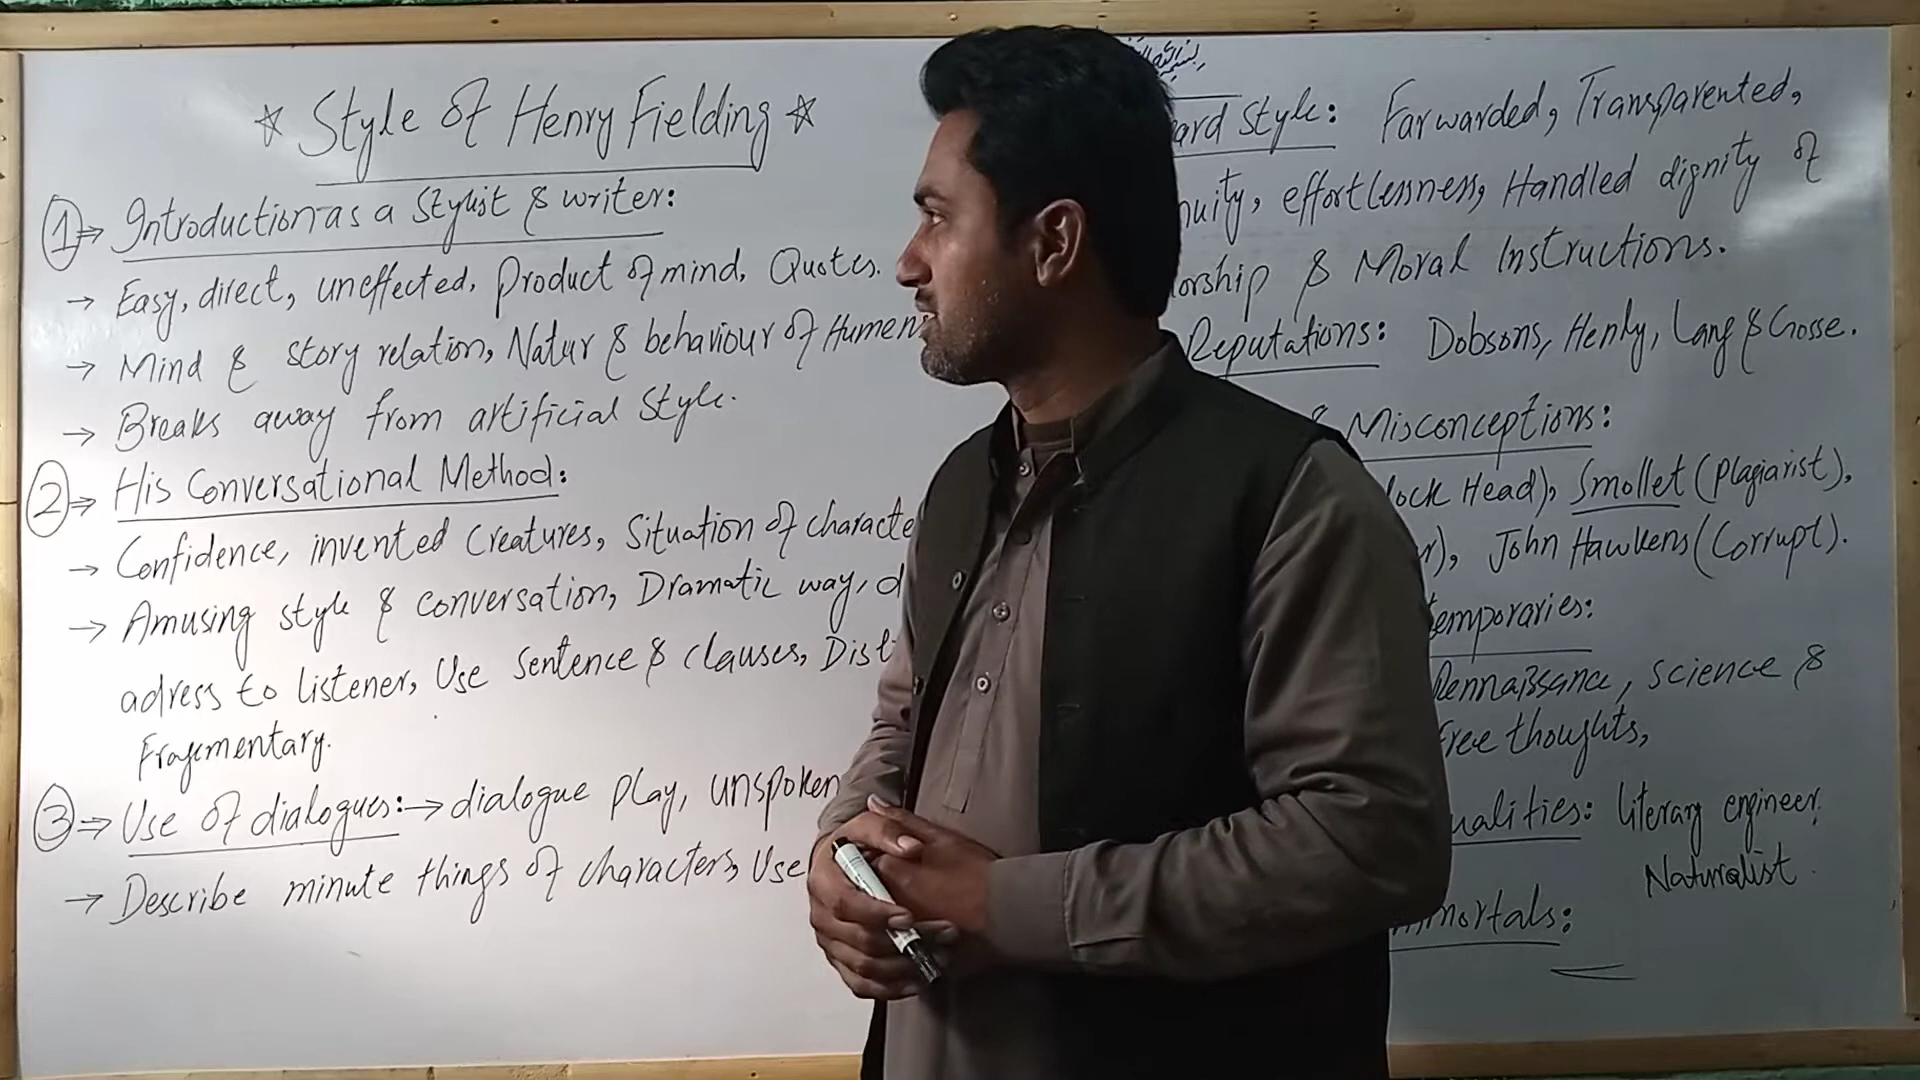 * Style of Henry Fielding *
1 ⇒ Introduction as a Stylist & writer:
→ Easy, direct, uneffected, Product of mind, Quotes.
→ Mind & story relation, Natur & behaviour of Humen
→ Breaks away from artificial Style.
2 ⇒ His Conversational Method:
→ Confidence, invented Creatures, Situation of characte
→ Amusing style & conversation, Dramatic way, d
adress to listener, Use Sentence & clauses, Dist
Fragementary.
3 ⇒ Use of dialogues: → dialogue play, unspoken
→ Describe minute things of characters, Use
ard Style: Farwarded, Transparented,
nuity, effortlessness, Handled dignity of
orship & Moral Instructions.
Reputations: Dobsons, Henly, Lang & Gosse.
& Misconceptions:
lock Head), Smollet (Plagiarist),
r), John Hawkens (Corrupt).
temporaries:
Rennaissance, Science &
Free thoughts,
ualities: literary engineer,
Naturalist.
mmortals: